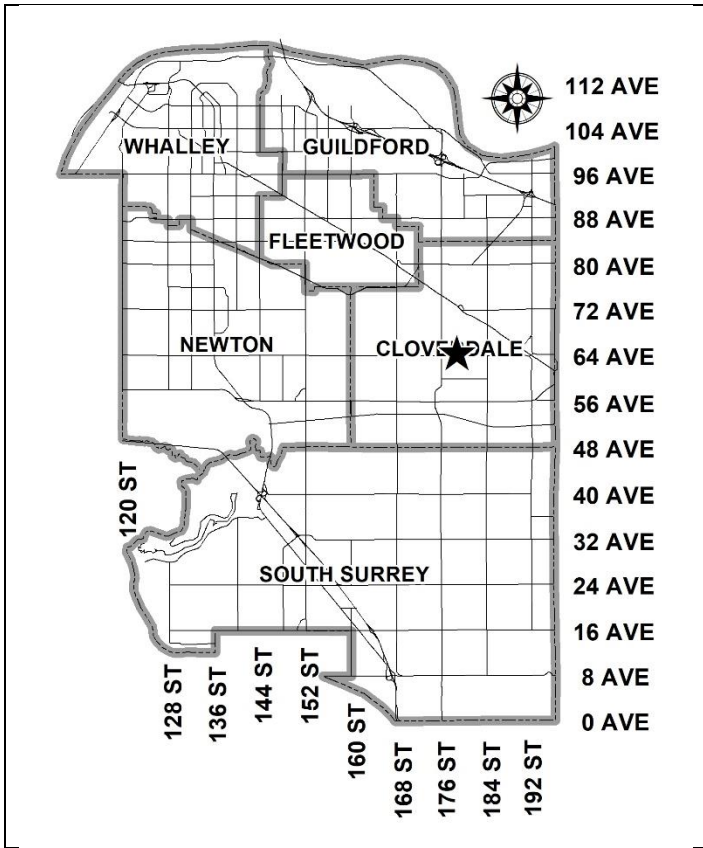 112 AVE
104 AVE
WHALLEY
GUILDFORD
96 AVE
88 AVE
FLEETWOOD
80 AVE
72 AVE
NEWTON
CLOVERDALE
64 AVE
56 AVE
48 AVE
120 ST
40 AVE
32 AVE
SOUTH SURREY
24 AVE
16 AVE
128 ST
136 ST
144 ST
152 ST
160 ST
8 AVE
168 ST
176 ST
184 ST
192 ST
0 AVE